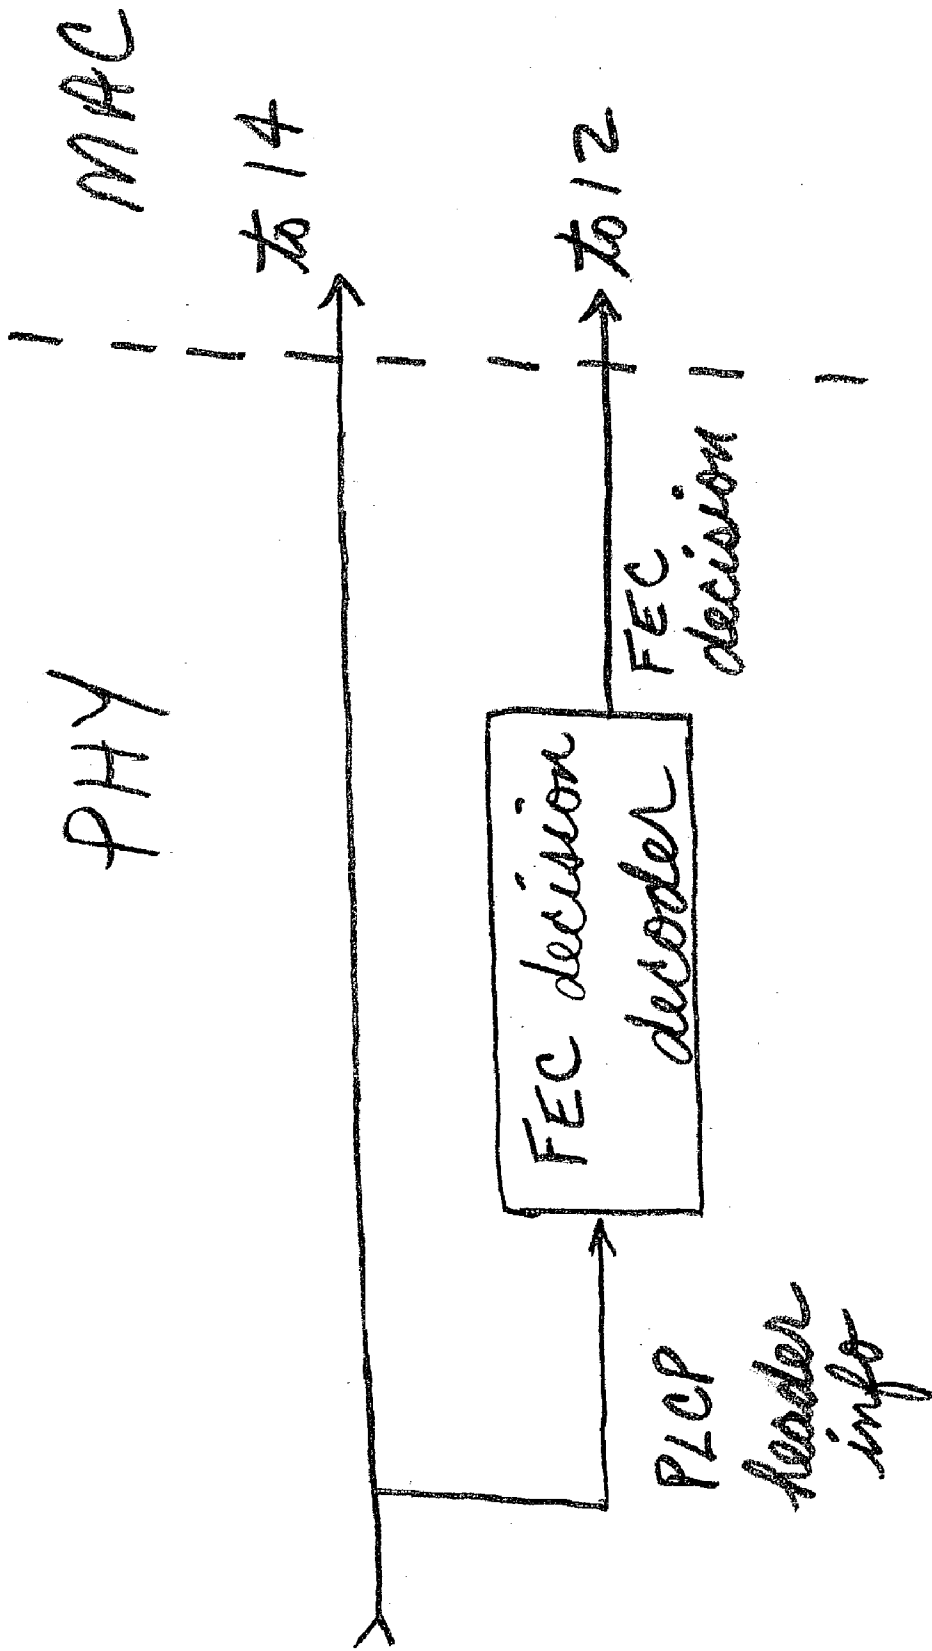 PHY
MAC
to 14
FEC decision
decoder
FEC
decision
to 12
PLCP
header
info